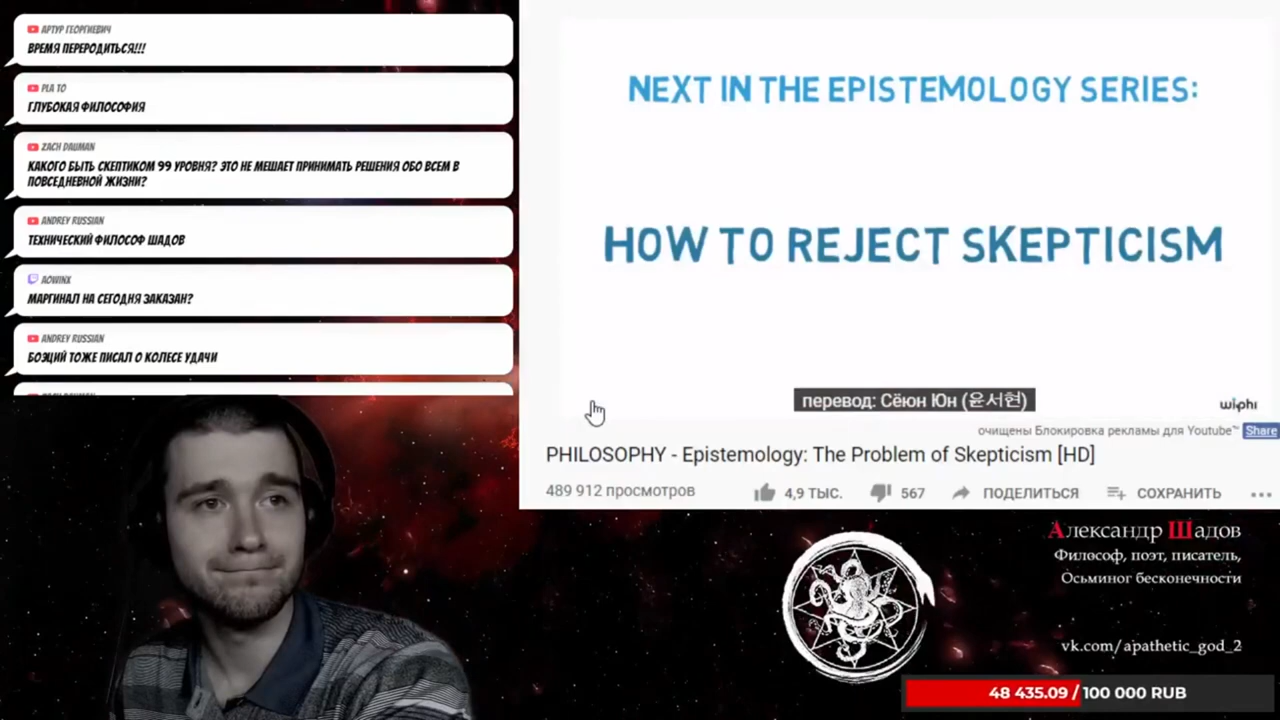 АРТУР ГЕОРГИЕВИЧ
ВРЕМЯ ПЕРЕРОДИТЬСЯ!!!
PLA TO
ГЛУБОКАЯ ФИЛОСОФИЯ
ZACH DAUMAN
КАКОГО БЫТЬ СКЕПТИКОМ 99 УРОВНЯ? ЭТО НЕ МЕШАЕТ ПРИНИМАТЬ РЕШЕНИЯ ОБО ВСЕМ В
ПОВСЕДНЕВНОЙ ЖИЗНИ?
ANDREY RUSSIAN
ТЕХНИЧЕСКИЙ ФИЛОСОФ ШАДОВ
AOWINX
МАРГИНАЛ НА СЕГОДНЯ ЗАКАЗАН?
ANDREY RUSSIAN
БОЭЦИЙ ТОЖЕ ПИСАЛ О КОЛЕСЕ УДАЧИ
NEXT IN THE EPISTEMOLOGY SERIES:
HOW TO REJECT SKEPTICISM
перевод: Сёюн Юн (윤서현)
wiphi
очищены Блокировка рекламы для Youtube™ Share
PHILOSOPHY - Epistemology: The Problem of Skepticism [HD]
489 912 просмотров
4,9 ТЫС. 567 ПОДЕЛИТЬСЯ СОХРАНИТЬ
Александр Шадов
Философ, поэт, писатель,
Осьминог бесконечности
vk.com/apathetic_god_2
48 435.09 / 100 000 RUB